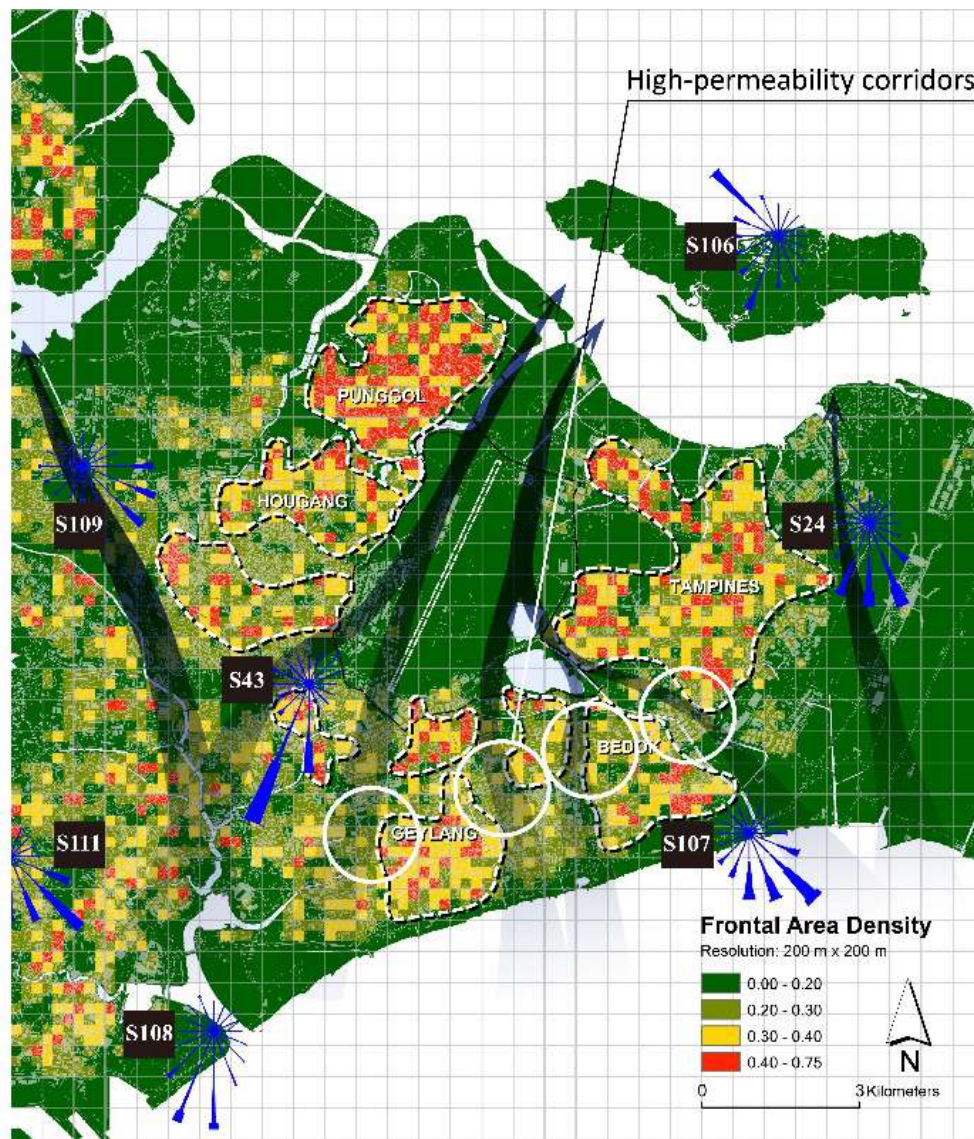 High-permeability corridors
S106
PUNGGOL
HOUGANG
S109
S24
TAMPINES
S43
BEDOK
GEYLANG
S111
S107
Frontal Area Density
Resolution: 200 m x 200 m
0.00 - 0.20
0.20 - 0.30
0.30 - 0.40
0.40 - 0.75
N
0 3 Kilometers
S108